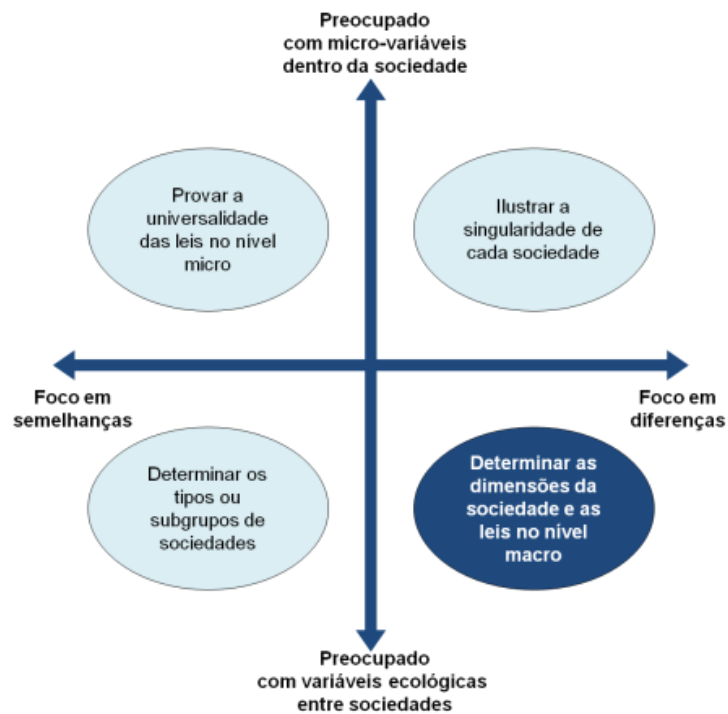 Preocupado
com micro-variáveis
dentro da sociedade
Provar a
universalidade
das leis no nível
micro
Ilustrar a
singularidade de
cada sociedade
Foco em
semelhanças
Foco em
diferenças
Determinar os
tipos ou
subgrupos de
sociedades
Determinar as
dimensões da
sociedade e as
leis no nível
macro
Preocupado
com variáveis ecológicas
entre sociedades